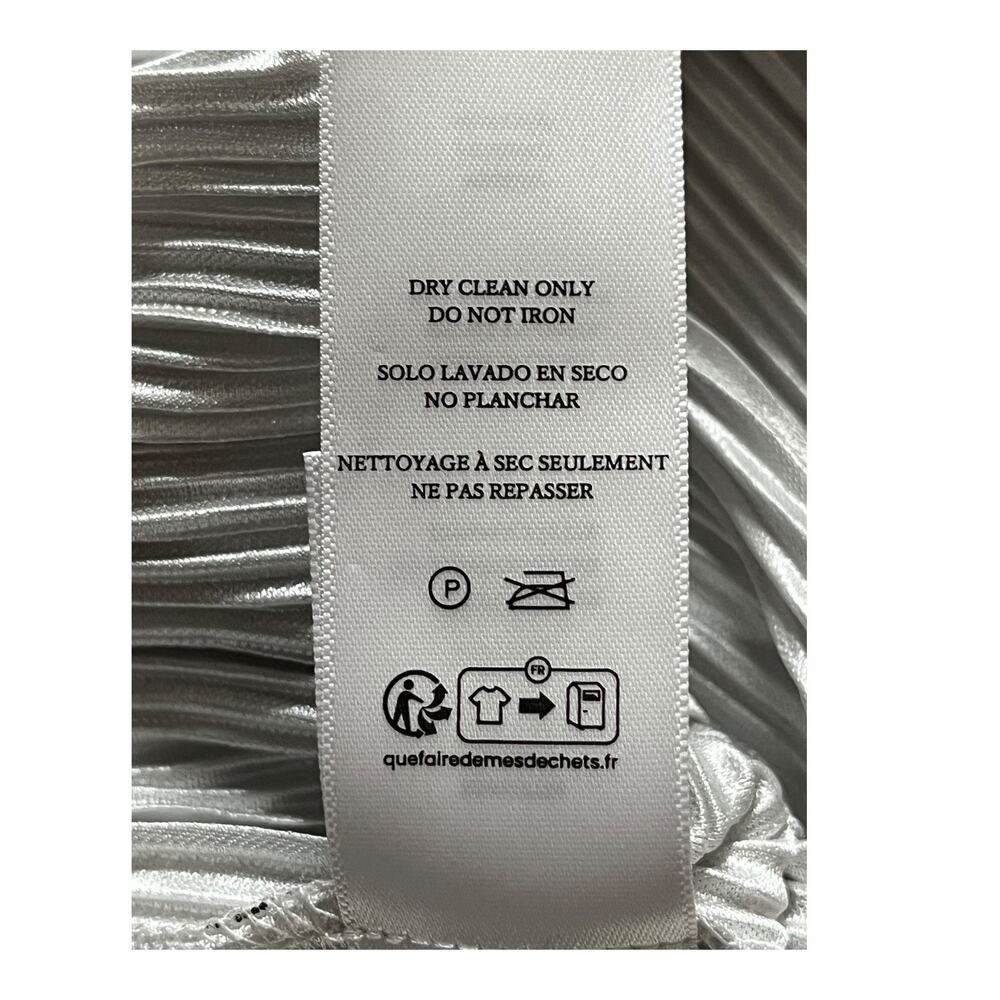 DRY CLEAN ONLY
DO NOT IRON
SOLO LAVADO EN SECO
NO PLANCHAR
NETTOYAGE À SEC SEULEMENT
NE PAS REPASSER
P
FR
quefairedemesdechets.fr